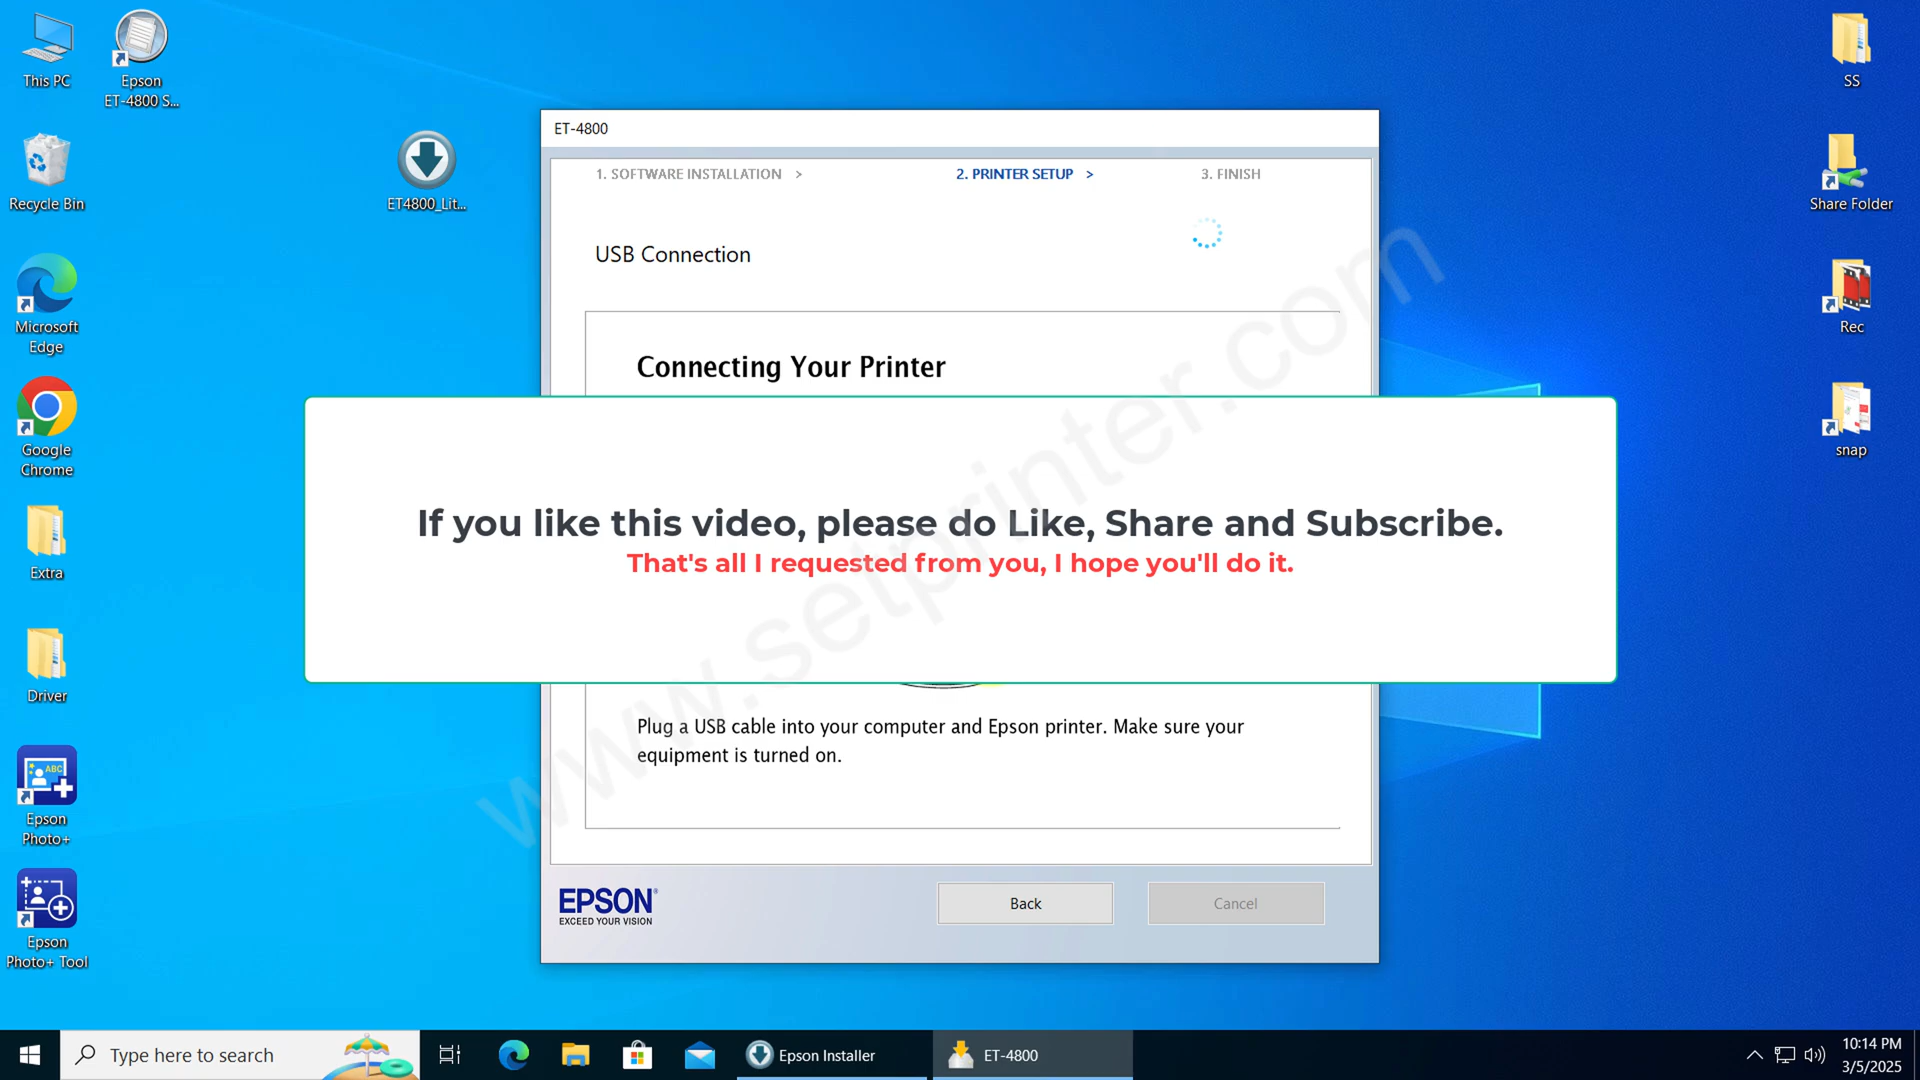 This PC
Epson
ET-4800 S...
Recycle Bin
ET4800_Lit...
Microsoft
Edge
Google
Chrome
Extra
Driver
ABC
Epson
Photo+
Epson
Photo+ Tool
SS
Share Folder
Rec
snap
ET-4800
1. SOFTWARE INSTALLATION >
2. PRINTER SETUP >
3. FINISH
USB Connection
Connecting Your Printer
If you like this video, please do Like, Share and Subscribe.
That's all I requested from you, I hope you'll do it.
www.setprinter.com
Plug a USB cable into your computer and Epson printer. Make sure your
equipment is turned on.
EPSON®
EXCEED YOUR VISION
Back
Cancel
Type here to search
Epson Installer
ET-4800
10:14 PM
3/5/2025